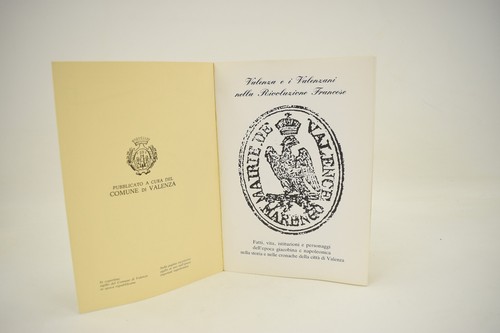 PUBBLICATO A CURA DEL
COMUNE DI VALENZA
Valenza e i Valenzani
nella Rivoluzione Francese
MAIRIE DE VALENCE
MARENGO
Fatti, vita, istituzioni e personaggi
dell'epoca giacobina e napoleonica
nella storia e nelle cronache della città di Valenza